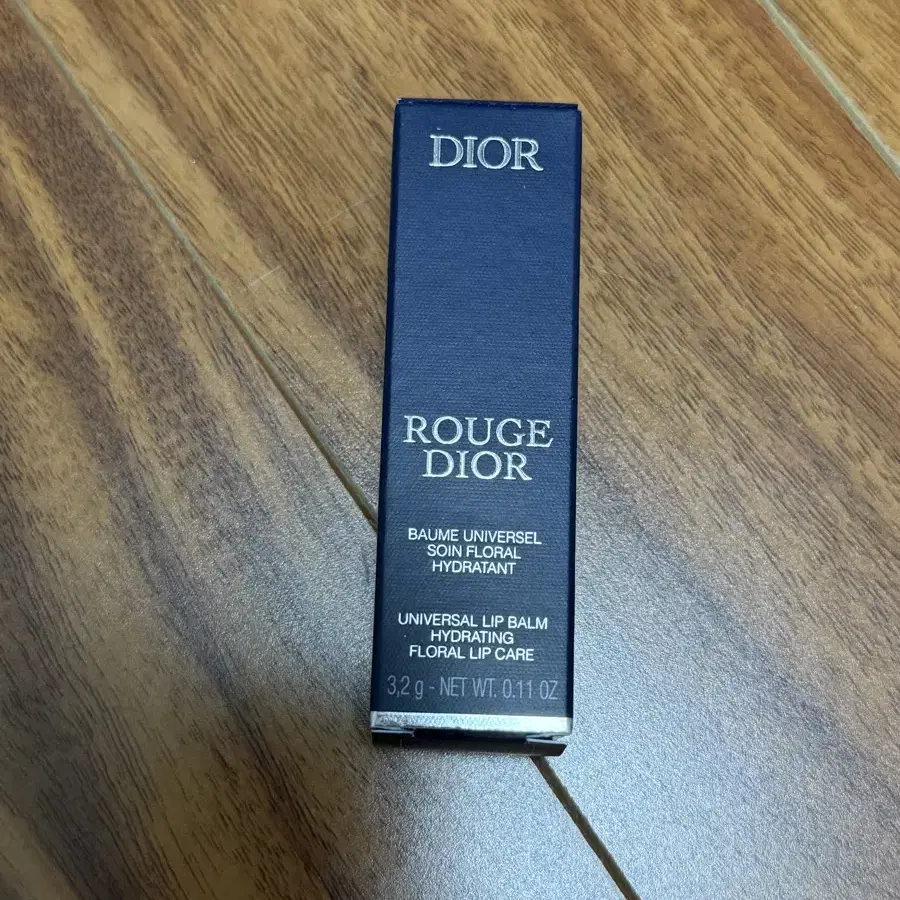 DIOR
ROUGE
DIOR
BAUME UNIVERSEL
SOIN FLORAL
HYDRATANT
UNIVERSAL LIP BALM
HYDRATING
FLORAL LIP CARE
3,2 g - NET WT. 0.11 OZ